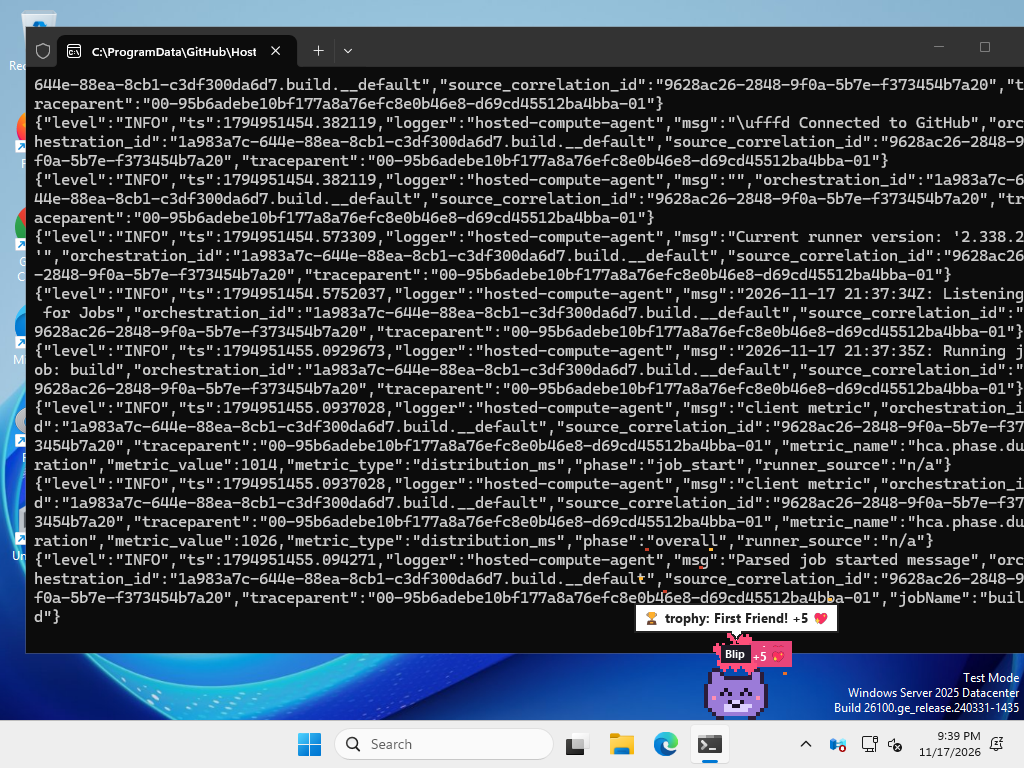 C:\ProgramData\GitHub\Host
644e-88ea-8cb1-c3df300da6d7.build.__default","source_correlation_id":"9628ac26-2848-9f0a-5b7e-f373454b7a20","t
raceparent":"00-95b6adebe10bf177a8a76efc8e0b46e8-d69cd45512ba4bba-01"}
{"level":"INFO","ts":1794951454.382119,"logger":"hosted-compute-agent","msg":"\ufffd Connected to GitHub","orc
hestration_id":"1a983a7c-644e-88ea-8cb1-c3df300da6d7.build.__default","source_correlation_id":"9628ac26-2848-9
f0a-5b7e-f373454b7a20","traceparent":"00-95b6adebe10bf177a8a76efc8e0b46e8-d69cd45512ba4bba-01"}
{"level":"INFO","ts":1794951454.382119,"logger":"hosted-compute-agent","msg":"","orchestration_id":"1a983a7c-6
44e-88ea-8cb1-c3df300da6d7.build.__default","source_correlation_id":"9628ac26-2848-9f0a-5b7e-f373454b7a20","tr
aceparent":"00-95b6adebe10bf177a8a76efc8e0b46e8-d69cd45512ba4bba-01"}
{"level":"INFO","ts":1794951454.573309,"logger":"hosted-compute-agent","msg":"Current runner version: '2.338.2
'","orchestration_id":"1a983a7c-644e-88ea-8cb1-c3df300da6d7.build.__default","source_correlation_id":"9628ac26
-2848-9f0a-5b7e-f373454b7a20","traceparent":"00-95b6adebe10bf177a8a76efc8e0b46e8-d69cd45512ba4bba-01"}
{"level":"INFO","ts":1794951454.5752037,"logger":"hosted-compute-agent","msg":"2026-11-17 21:37:34Z: Listening
for Jobs","orchestration_id":"1a983a7c-644e-88ea-8cb1-c3df300da6d7.build.__default","source_correlation_id":"
9628ac26-2848-9f0a-5b7e-f373454b7a20","traceparent":"00-95b6adebe10bf177a8a76efc8e0b46e8-d69cd45512ba4bba-01"}
{"level":"INFO","ts":1794951455.0929673,"logger":"hosted-compute-agent","msg":"2026-11-17 21:37:35Z: Running j
ob: build","orchestration_id":"1a983a7c-644e-88ea-8cb1-c3df300da6d7.build.__default","source_correlation_id":"
9628ac26-2848-9f0a-5b7e-f373454b7a20","traceparent":"00-95b6adebe10bf177a8a76efc8e0b46e8-d69cd45512ba4bba-01"}
{"level":"INFO","ts":1794951455.0937028,"logger":"hosted-compute-agent","msg":"client metric","orchestration_i
d":"1a983a7c-644e-88ea-8cb1-c3df300da6d7.build.__default","source_correlation_id":"9628ac26-2848-9f0a-5b7e-f37
3454b7a20","traceparent":"00-95b6adebe10bf177a8a76efc8e0b46e8-d69cd45512ba4bba-01","metric_name":"hca.phase.du
ration","metric_value":1014,"metric_type":"distribution_ms","phase":"job_start","runner_source":"n/a"}
{"level":"INFO","ts":1794951455.0937028,"logger":"hosted-compute-agent","msg":"client metric","orchestration_i
d":"1a983a7c-644e-88ea-8cb1-c3df300da6d7.build.__default","source_correlation_id":"9628ac26-2848-9f0a-5b7e-f37
3454b7a20","traceparent":"00-95b6adebe10bf177a8a76efc8e0b46e8-d69cd45512ba4bba-01","metric_name":"hca.phase.du
ration","metric_value":1026,"metric_type":"distribution_ms","phase":"overall","runner_source":"n/a"}
{"level":"INFO","ts":1794951455.094271,"logger":"hosted-compute-agent","msg":"Parsed job started message","orc
hestration_id":"1a983a7c-644e-88ea-8cb1-c3df300da6d7.build.__default","source_correlation_id":"9628ac26-2848-9
f0a-5b7e-f373454b7a20","traceparent":"00-95b6adebe10bf177a8a76efc8e0b46e8-d69cd45512ba4bba-01","jobName":"buil
d"}
🏆 trophy: First Friend! +5 💖
Blip +5 💖
Test Mode
Windows Server 2025 Datacenter
Build 26100.ge_release.240331-1435
Search
9:39 PM
11/17/2026